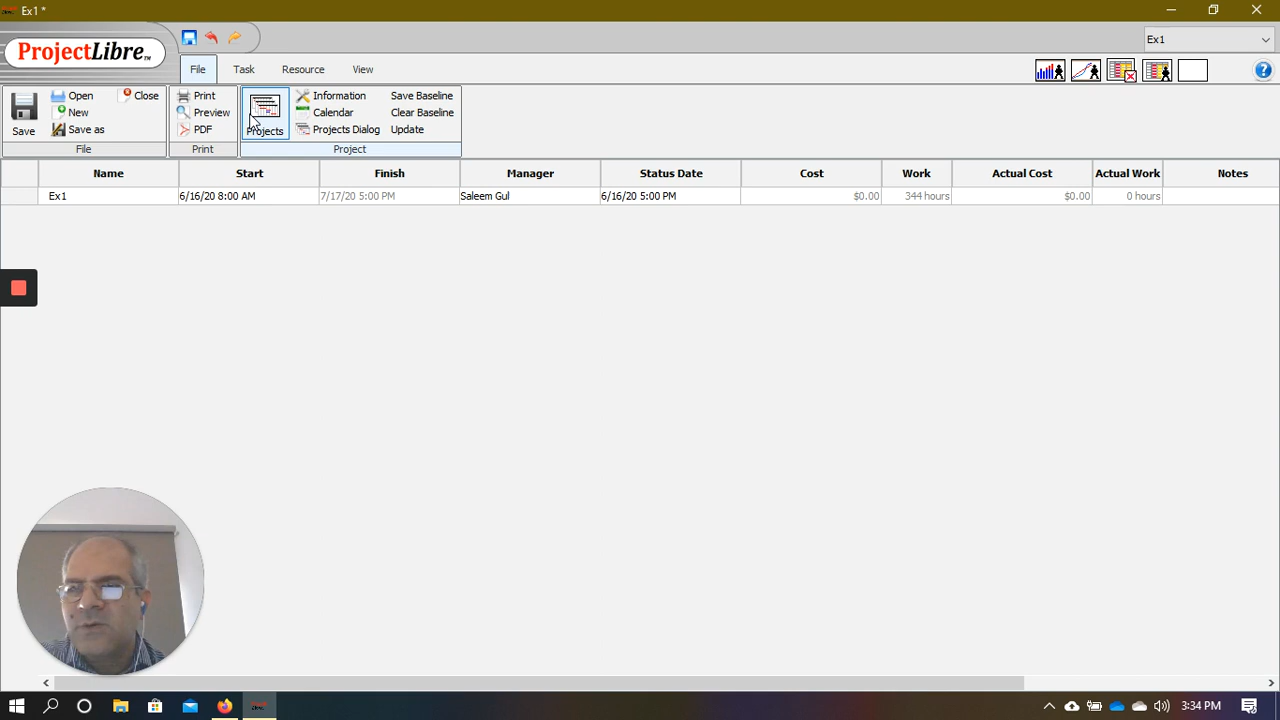 Ex1 *
ProjectLibre™
Ex1
File Task Resource View
Save
Open
New
Save as
Close
File
Print
Preview
PDF
Print
Projects
Information
Calendar
Projects Dialog
Save Baseline
Clear Baseline
Update
Project
Name Start Finish Manager Status Date Cost Work Actual Cost Actual Work Notes
Ex1 6/16/20 8:00 AM 7/17/20 5:00 PM Saleem Gul 6/16/20 5:00 PM $0.00 344 hours $0.00 0 hours
3:34 PM